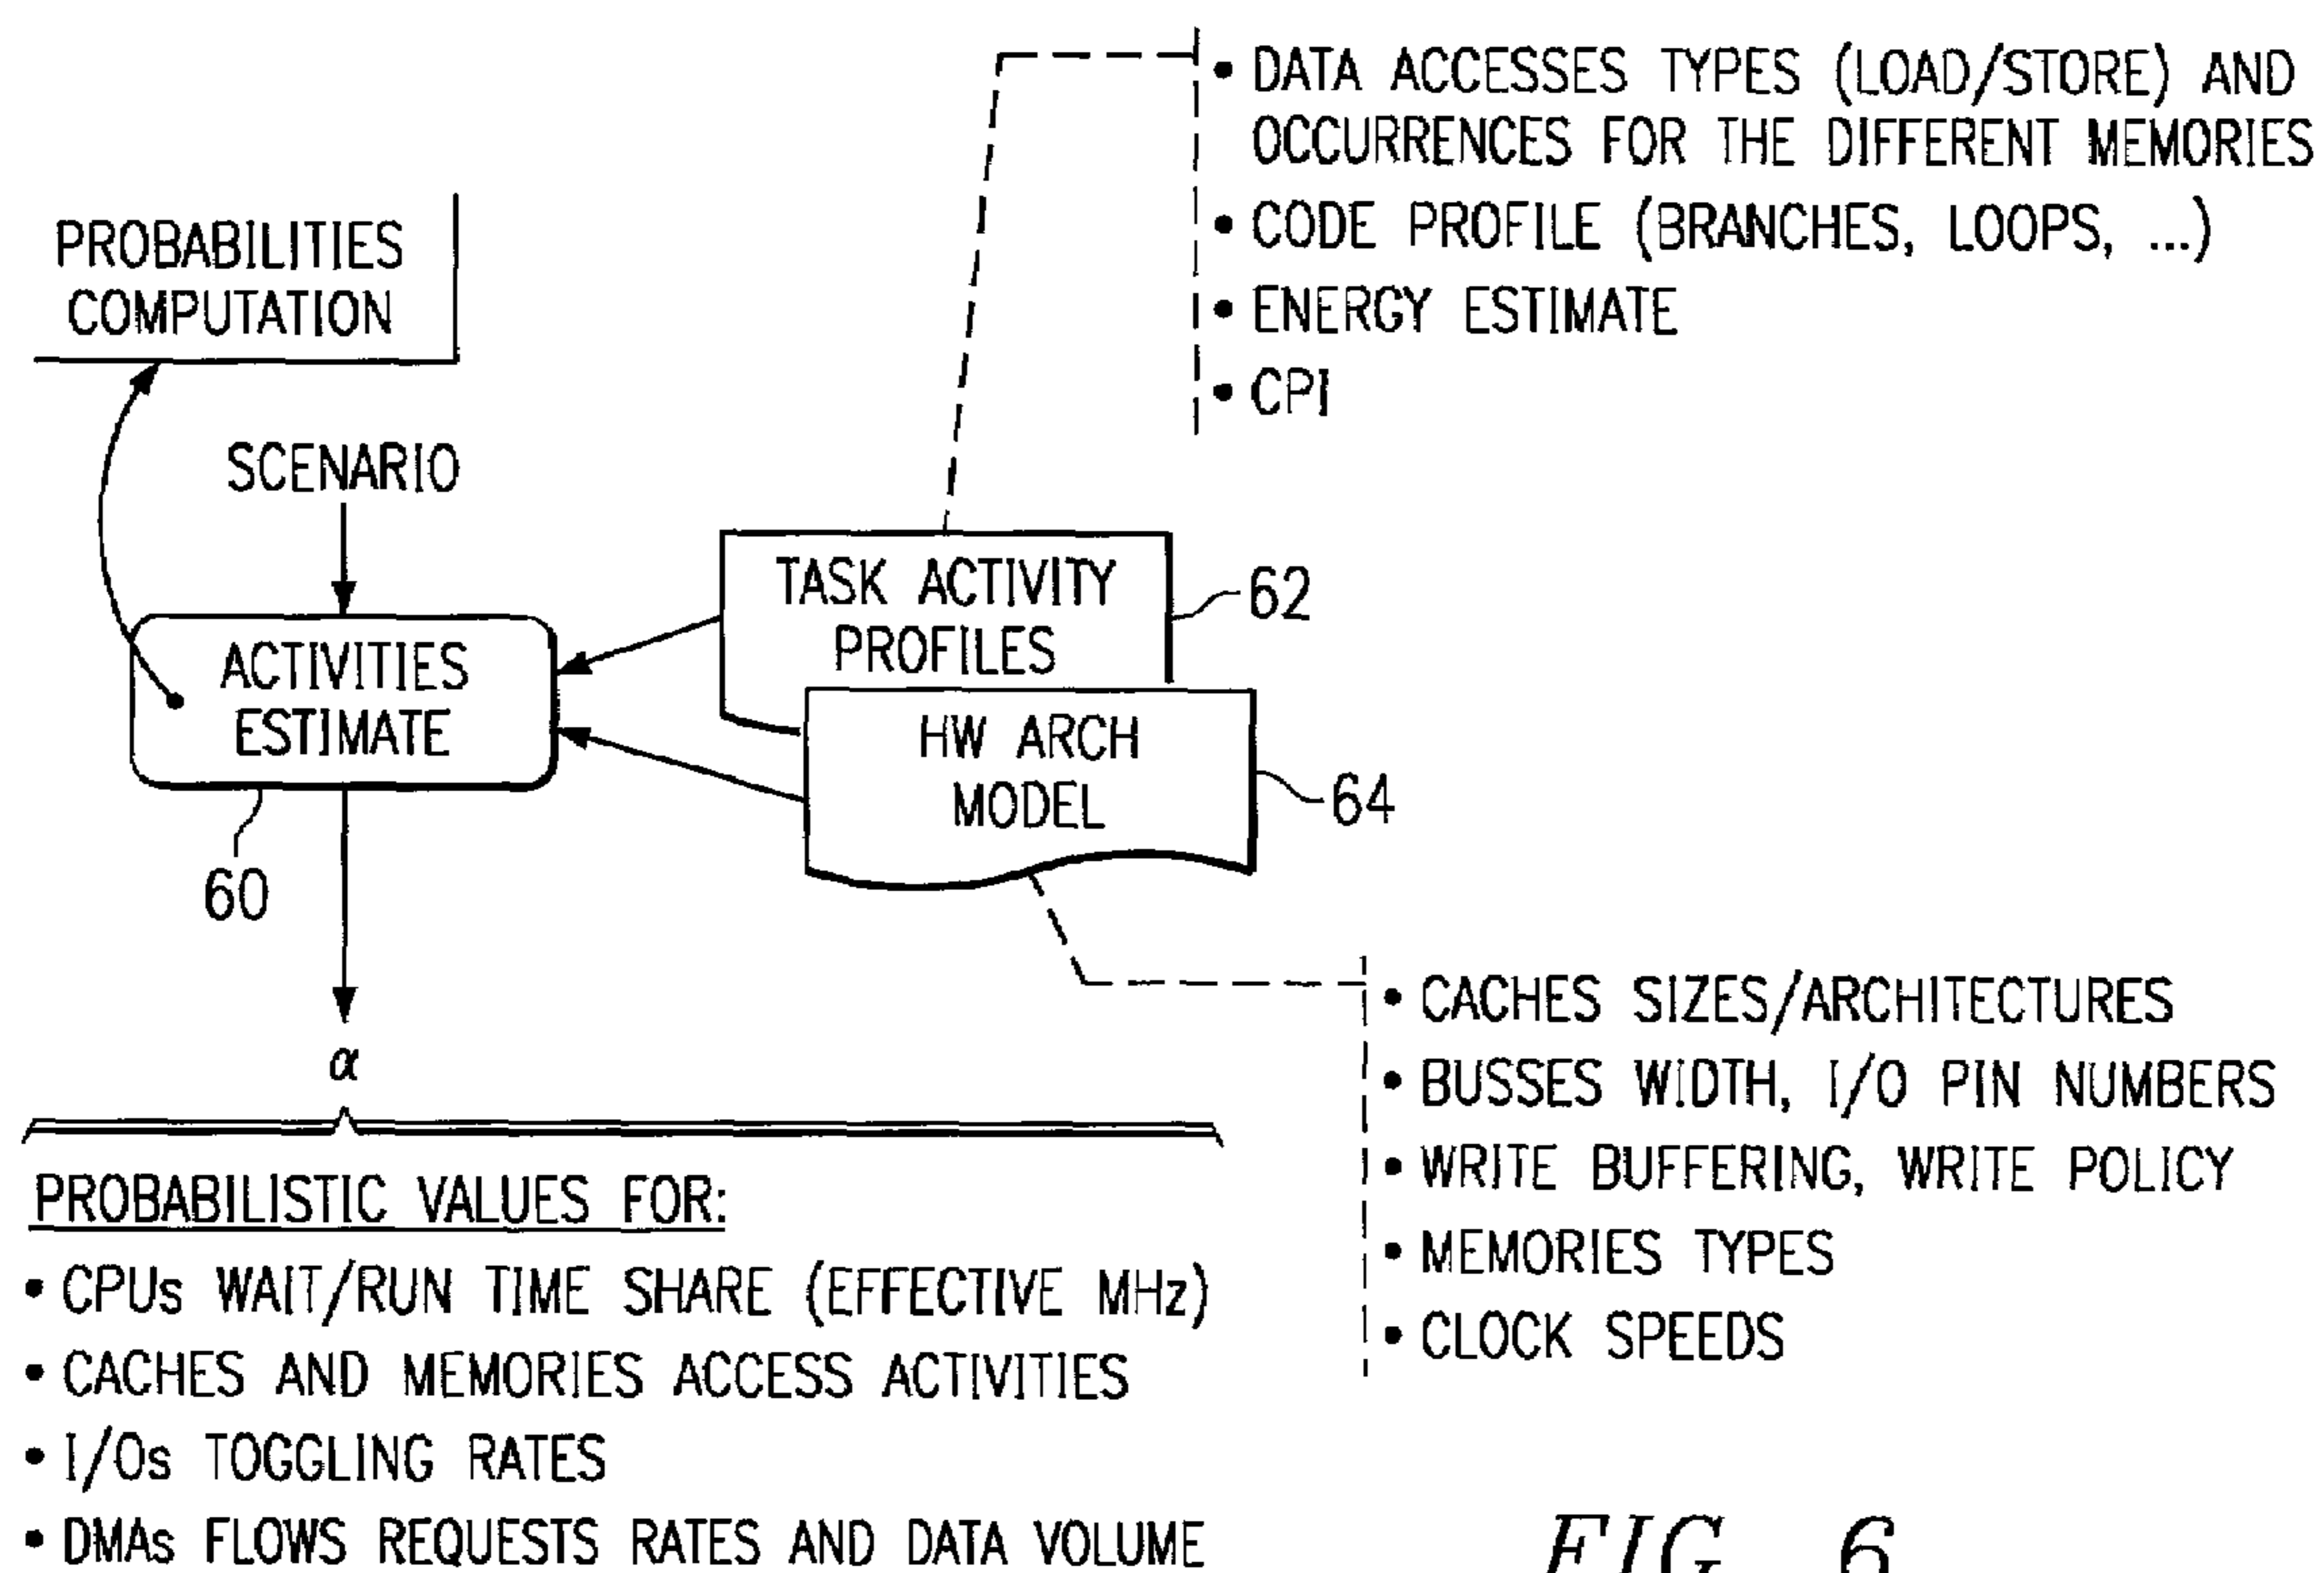 • DATA ACCESSES TYPES (LOAD/STORE) AND
OCCURRENCES FOR THE DIFFERENT MEMORIES
• CODE PROFILE (BRANCHES, LOOPS, ...)
• ENERGY ESTIMATE
• CPI
PROBABILITIES
COMPUTATION
SCENARIO
TASK ACTIVITY
PROFILES
62
ACTIVITIES
ESTIMATE
60
HW ARCH
MODEL
64
• CACHES SIZES/ARCHITECTURES
• BUSSES WIDTH, I/O PIN NUMBERS
• WRITE BUFFERING, WRITE POLICY
• MEMORIES TYPES
• CLOCK SPEEDS
α
PROBABILISTIC VALUES FOR:
• CPUs WAIT/RUN TIME SHARE (EFFECTIVE MHz)
• CACHES AND MEMORIES ACCESS ACTIVITIES
• I/Os TOGGLING RATES
• DMAs FLOWS REQUESTS RATES AND DATA VOLUME
FIG. 6